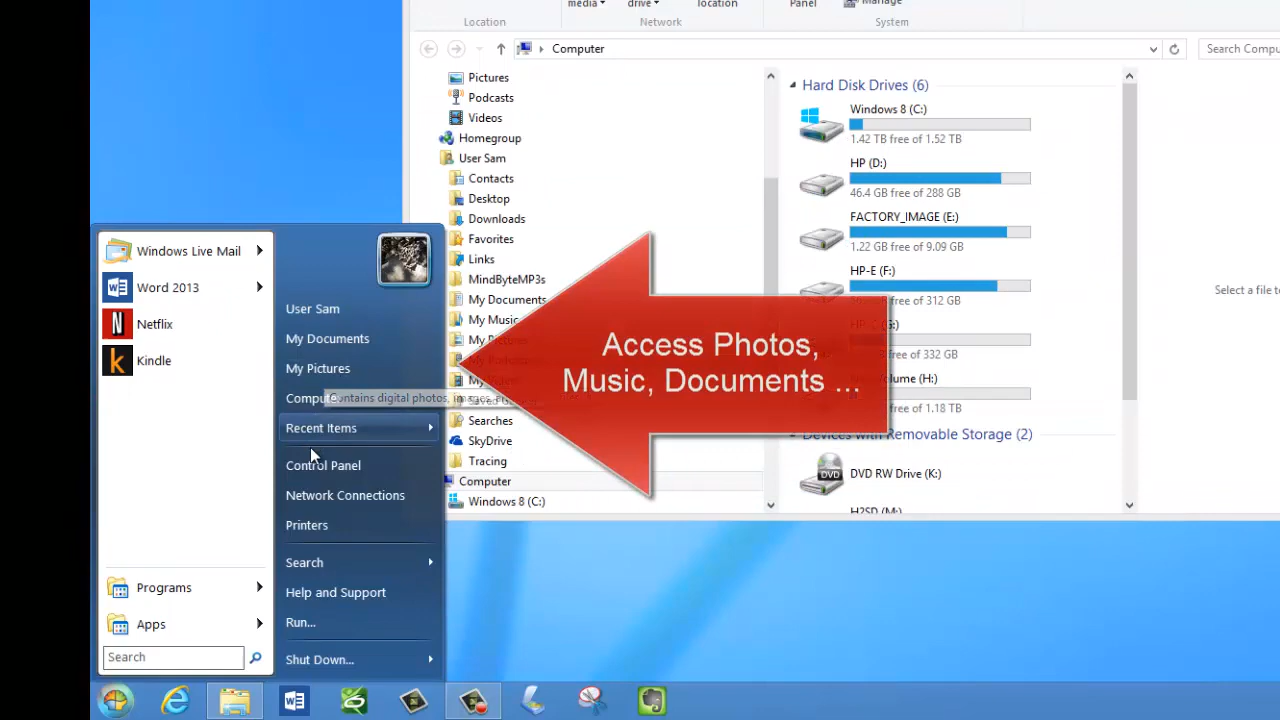 media▾
drive▾
location
Panel
Manage
Location
Network
System
Computer
Search Compu
Pictures
Podcasts
Videos
Homegroup
User Sam
Contacts
Desktop
Downloads
Favorites
Links
MindByteMP3s
My Documents
My Music
Searches
SkyDrive
Tracing
Computer
Windows 8 (C:)
Hard Disk Drives (6)
Windows 8 (C:)
1.42 TB free of 1.52 TB
HP (D:)
46.4 GB free of 288 GB
FACTORY_IMAGE (E:)
1.22 GB free of 9.09 GB
HP-E (F:)
of 312 GB
of 332 GB
Volume (H:)
of 1.18 TB
Devices with Removable Storage (2)
DVD RW Drive (K:)
H2SD (M:)
Select a file to
Access Photos,
Music, Documents ...
Windows Live Mail
Word 2013
Netflix
Kindle
Programs
Apps
Search
User Sam
My Documents
My Pictures
Compute
contains digital photos, images,
Recent Items
Control Panel
Network Connections
Printers
Search
Help and Support
Run...
Shut Down...